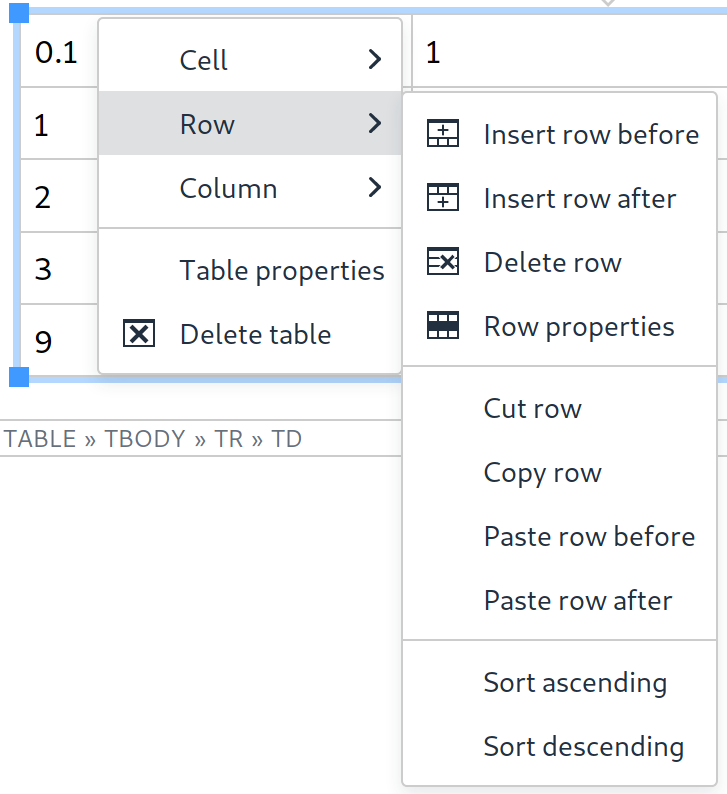 0.1
1
1
2
3
9
Cell
Row
Column
Table properties
Delete table
Insert row before
Insert row after
Delete row
Row properties
Cut row
Copy row
Paste row before
Paste row after
Sort ascending
Sort descending
TABLE » TBODY » TR » TD